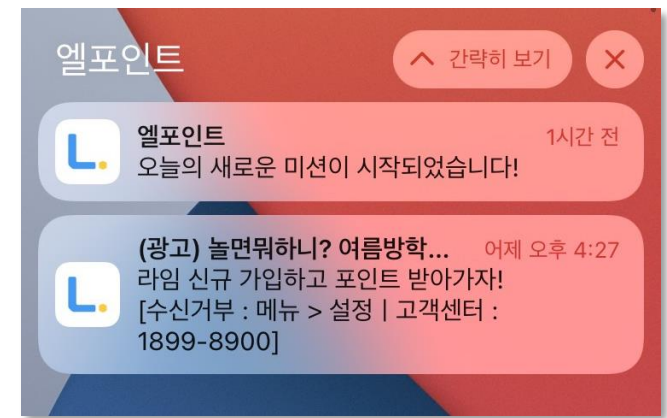 엘포인트
간략히 보기
엘포인트
1시간 전
오늘의 새로운 미션이 시작되었습니다!
(광고) 놀면뭐하니? 여름방학...
어제 오후 4:27
라임 신규 가입하고 포인트 받아가자!
[수신거부 : 메뉴 > 설정 | 고객센터 :
1899-8900]